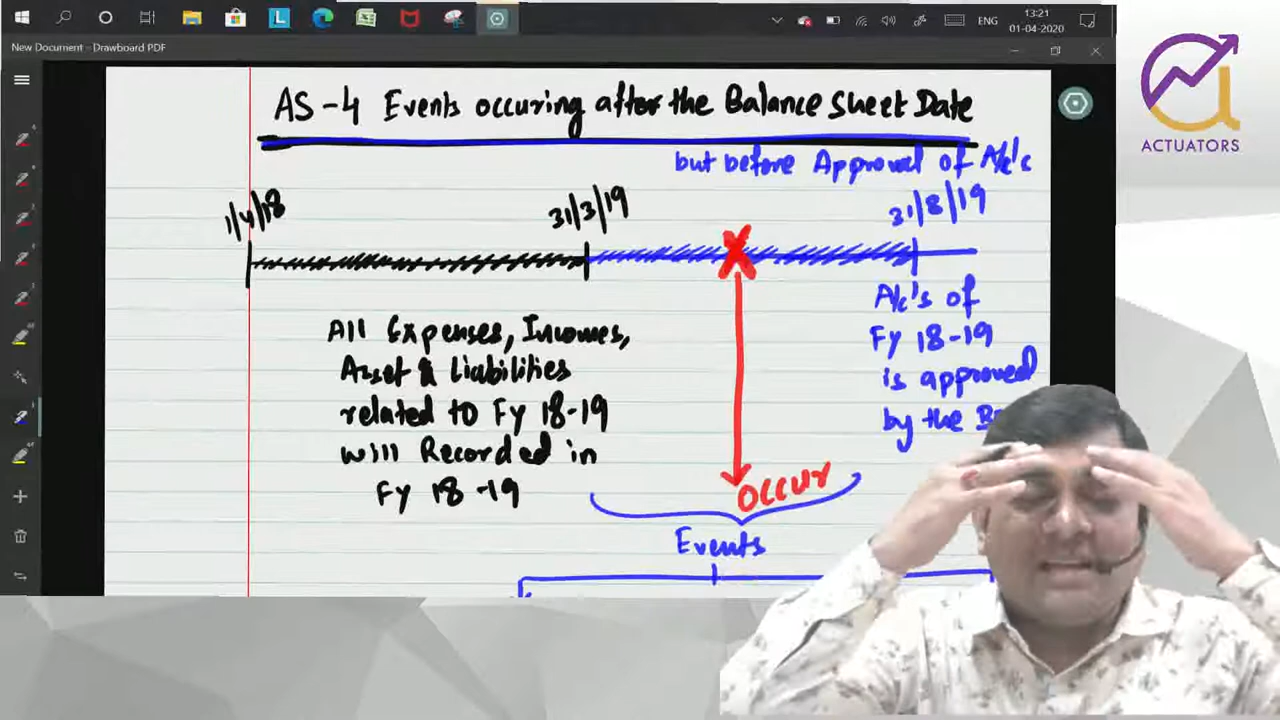 13:21
ENG
01-04-2020
New Document - Drawboard PDF
ACTUATORS
AS-4 Events occuring after the Balance Sheet Date
but before Approval of A/c's
1/4/18
31/3/19
31/8/19
All Expenses, Incomes,
Asset & Liabilities
related to Fy 18-19
will Recorded in
Fy 18-19
A/c's of
Fy 18-19
is approved
by the
OCCUR
Events